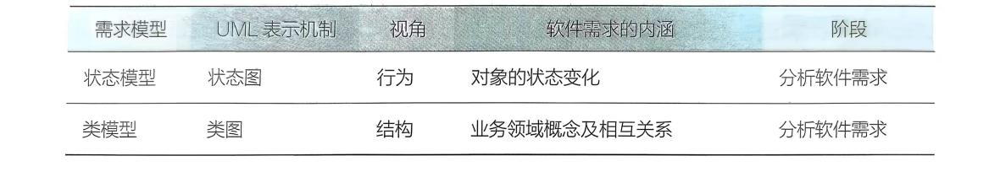 需求模型 UML 表示机制 视角 软件需求的内涵 阶段
状态模型 状态图 行为 对象的状态变化 分析软件需求
类模型 类图 结构 业务领域概念及相互关系 分析软件需求